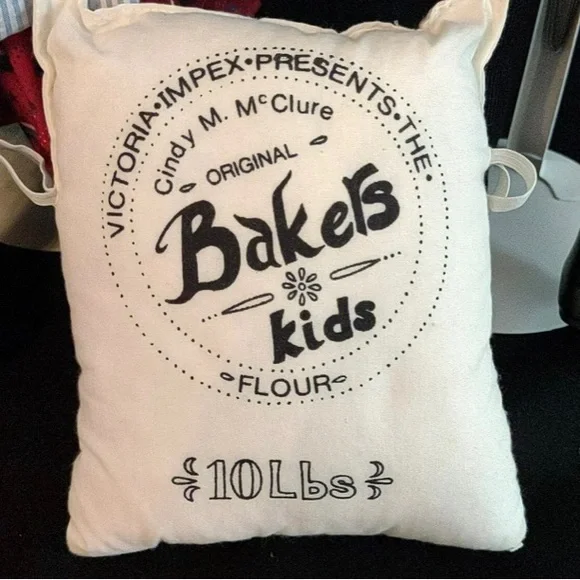 VICTORIA•IMPEX•PRESENTS•THE•
Cindy M. McClure
ORIGINAL
Bakers
kids
FLOUR
10Lbs